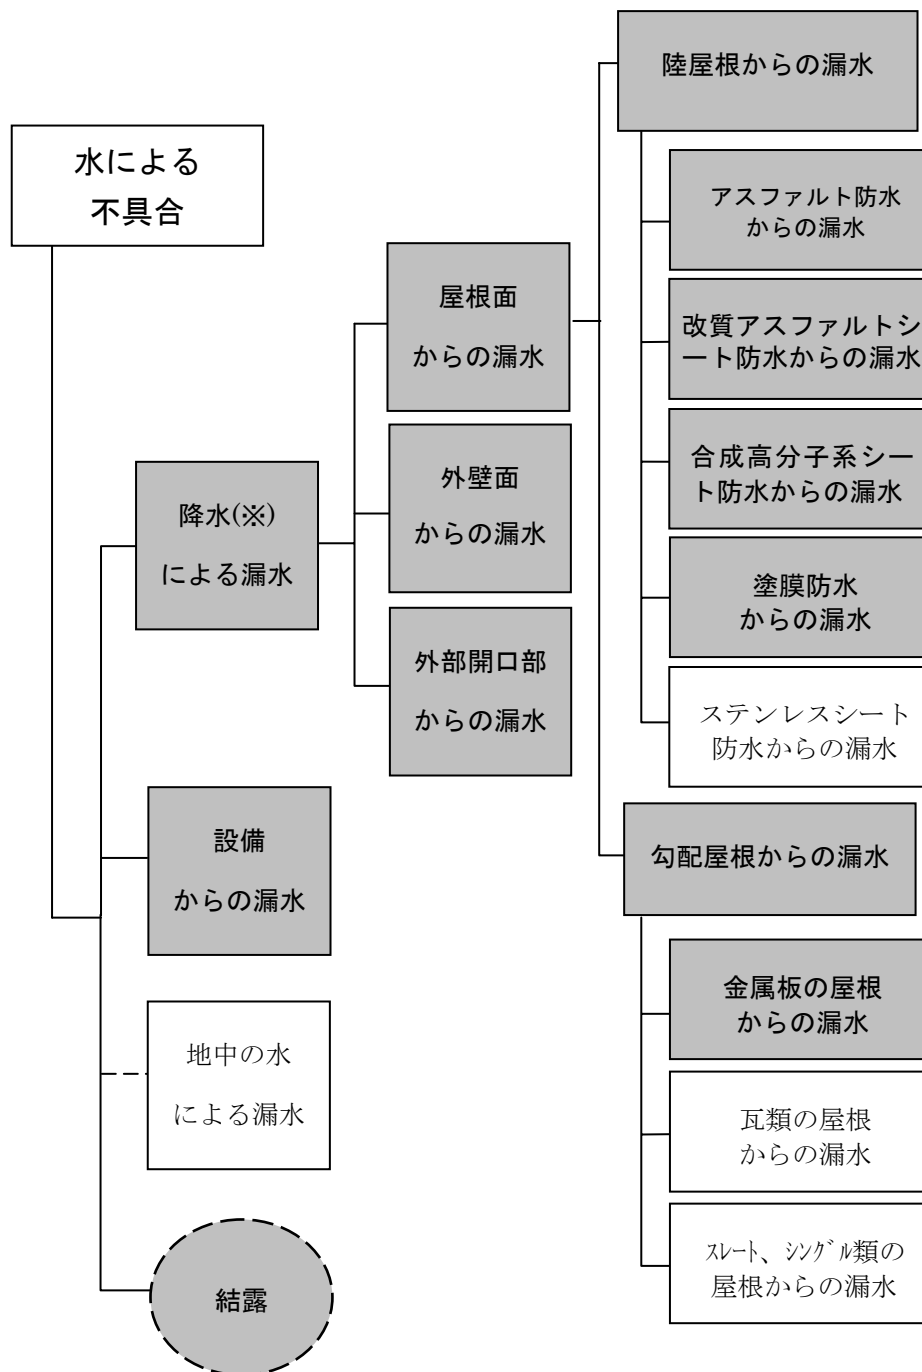 水による
不具合
降水(※)
による漏水
設備
からの漏水
地中の水
による漏水
結露
屋根面
からの漏水
外壁面
からの漏水
外部開口部
からの漏水
陸屋根からの漏水
アスファルト防水
からの漏水
改質アスファルトシ
ート防水からの漏水
合成高分子系シー
ト防水からの漏水
塗膜防水
からの漏水
ステンレスシート
防水からの漏水
勾配屋根からの漏水
金属板の屋根
からの漏水
瓦類の屋根
からの漏水
ｽﾚｰﾄ、ｼﾝｸﾞﾙ類の
屋根からの漏水